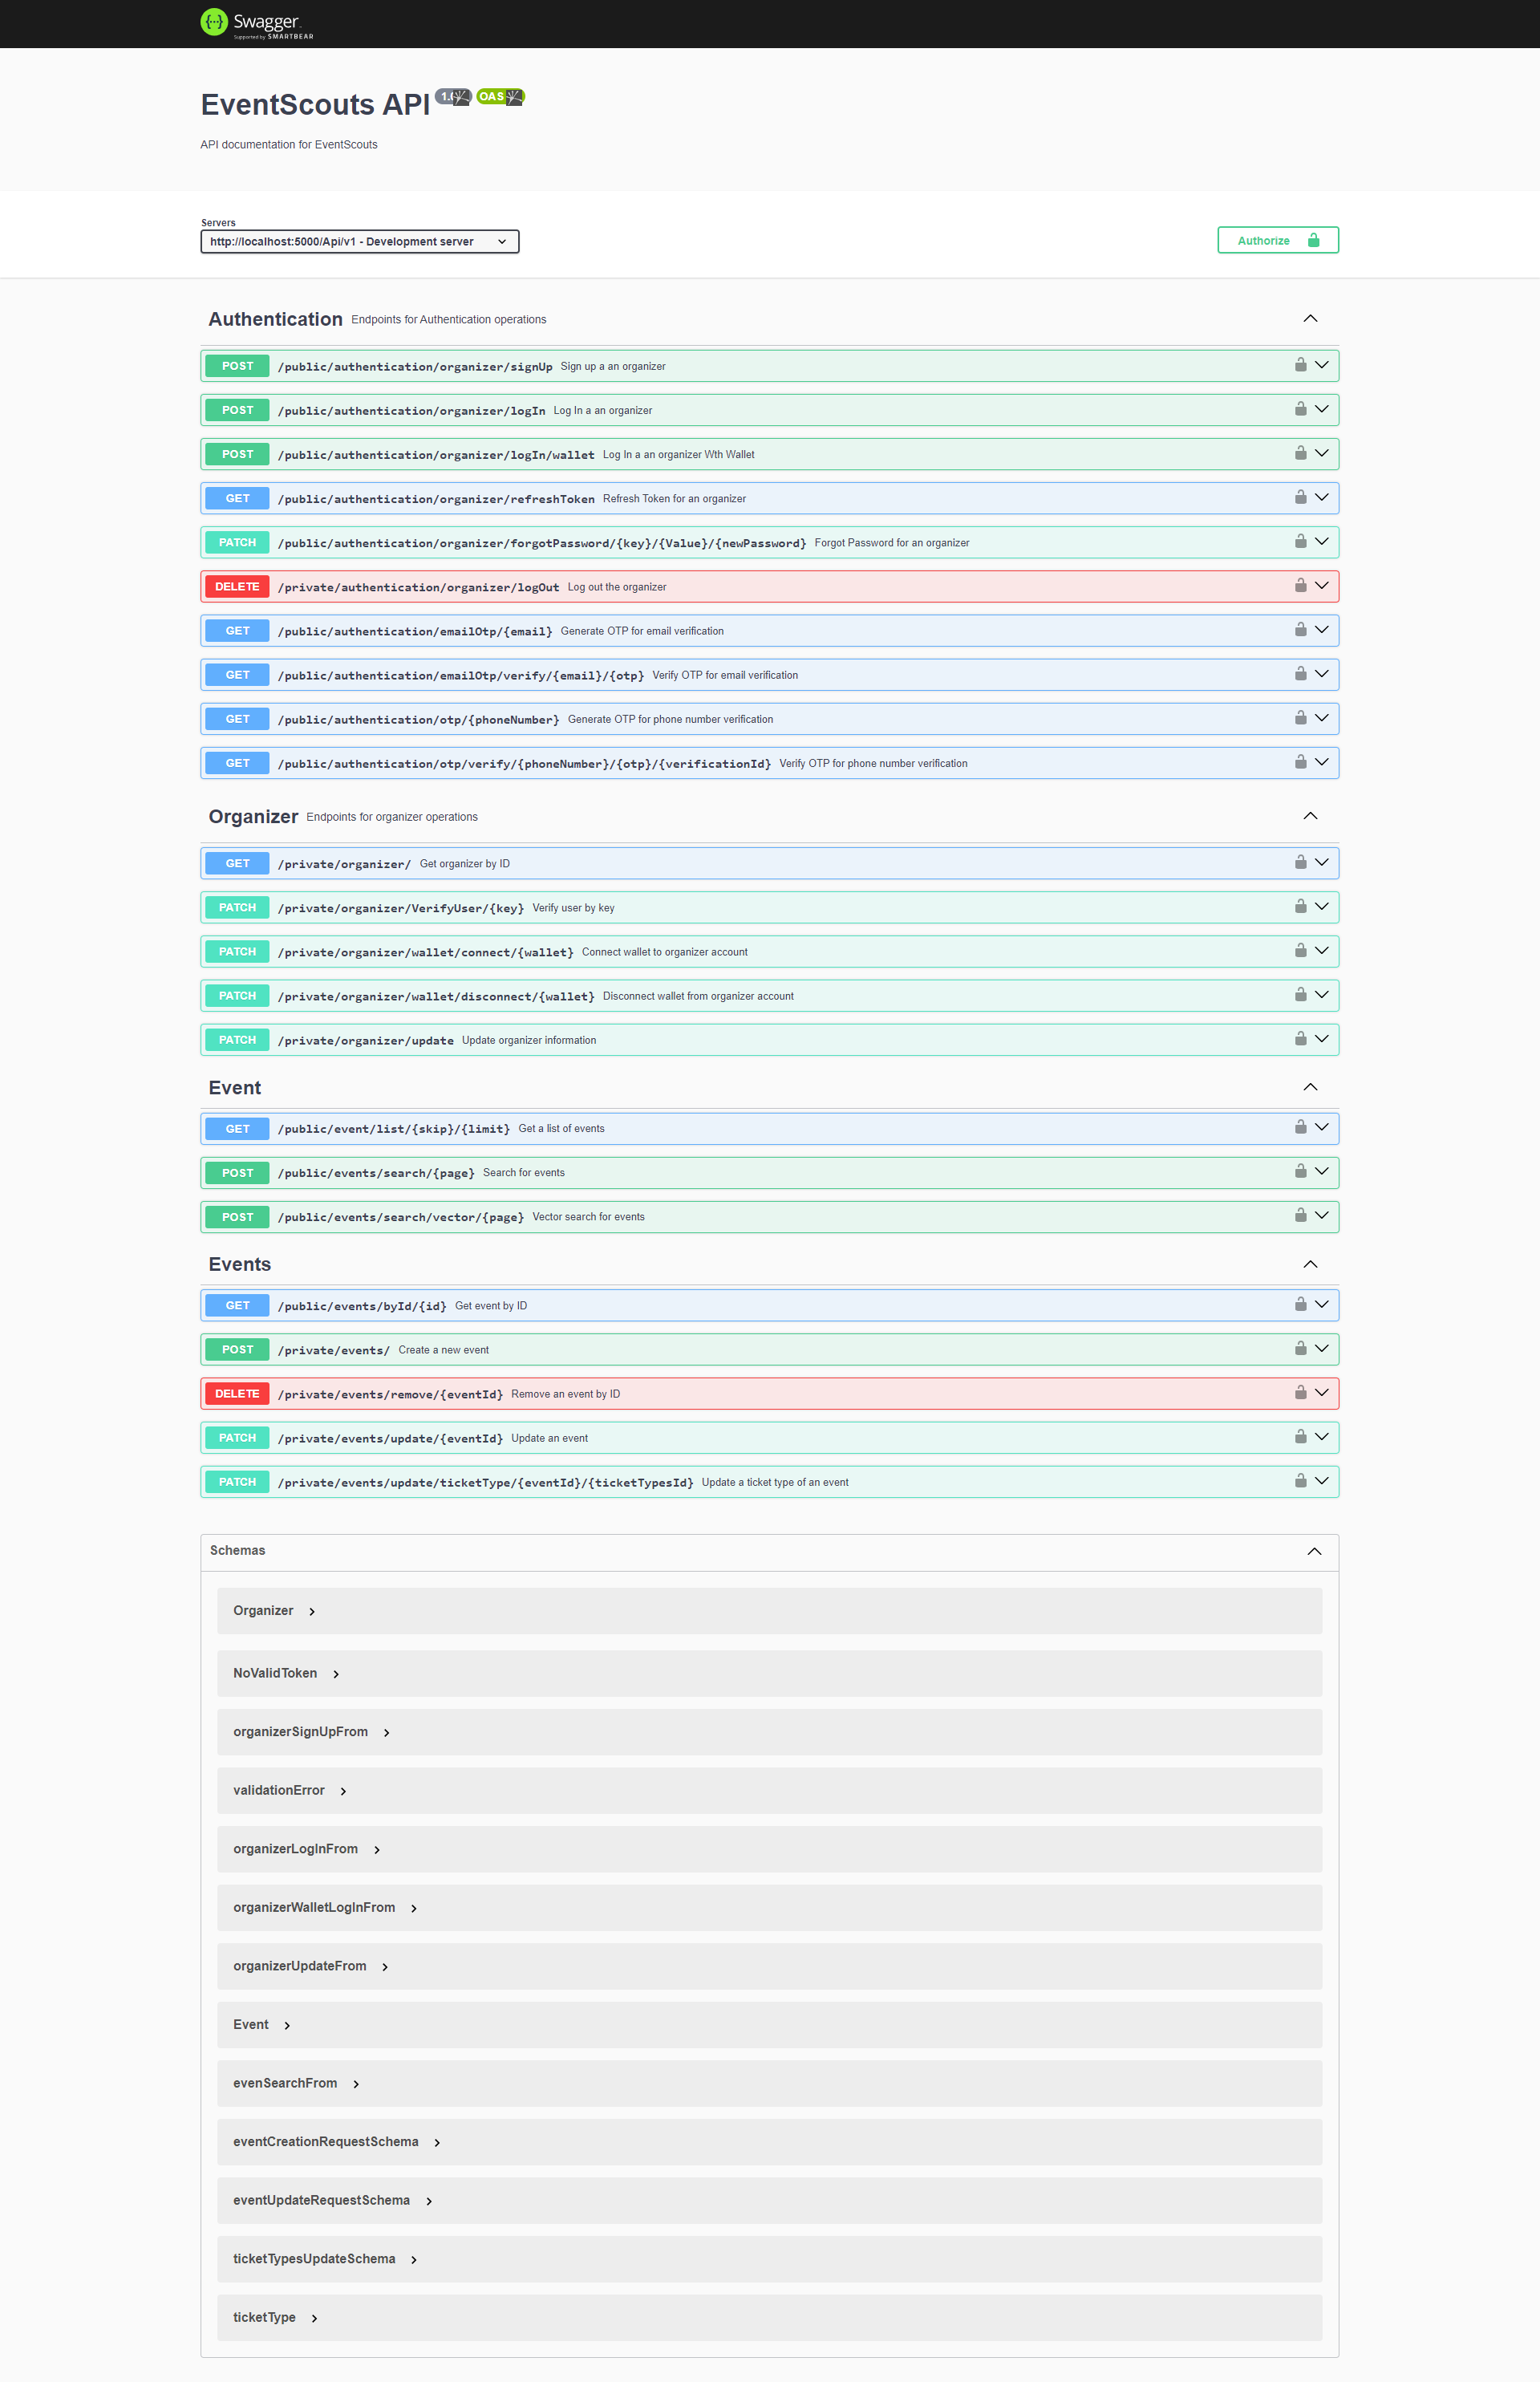 Swagger
Supported by SMARTBEAR
EventScouts API
OAS
API documentation for EventScouts
Servers
http://localhost:5000/Api/v1 - Development server
Authorize
Authentication Endpoints for Authentication operations
POST /public/authentication/organizer/signUp Sign up a an organizer
POST /public/authentication/organizer/logIn Log In a an organizer
POST /public/authentication/organizer/logIn/wallet Log In a an organizer Wth Wallet
GET /public/authentication/organizer/refreshToken Refresh Token for an organizer
PATCH /public/authentication/organizer/forgotPassword/{key}/{Value}/{newPassword} Forgot Password for an organizer
DELETE /private/authentication/organizer/logOut Log out the organizer
GET /public/authentication/emailOtp/{email} Generate OTP for email verification
GET /public/authentication/emailOtp/verify/{email}/{otp} Verify OTP for email verification
GET /public/authentication/otp/{phoneNumber} Generate OTP for phone number verification
GET /public/authentication/otp/verify/{phoneNumber}/{otp}/{verificationId} Verify OTP for phone number verification
Organizer Endpoints for organizer operations
GET /private/organizer/ Get organizer by ID
PATCH /private/organizer/VerifyUser/{key} Verify user by key
PATCH /private/organizer/wallet/connect/{wallet} Connect wallet to organizer account
PATCH /private/organizer/wallet/disconnect/{wallet} Disconnect wallet from organizer account
PATCH /private/organizer/update Update organizer information
Event
GET /public/event/list/{skip}/{limit} Get a list of events
POST /public/events/search/{page} Search for events
POST /public/events/search/vector/{page} Vector search for events
Events
GET /public/events/byId/{id} Get event by ID
POST /private/events/ Create a new event
DELETE /private/events/remove/{eventId} Remove an event by ID
PATCH /private/events/update/{eventId} Update an event
PATCH /private/events/update/ticketType/{eventId}/{ticketTypesId} Update a ticket type of an event
Schemas
Organizer
NoValidToken
organizerSignUpFrom
validationError
organizerLogInFrom
organizerWalletLogInFrom
organizerUpdateFrom
Event
evenSearchFrom
eventCreationRequestSchema
eventUpdateRequestSchema
ticketTypesUpdateSchema
ticketType